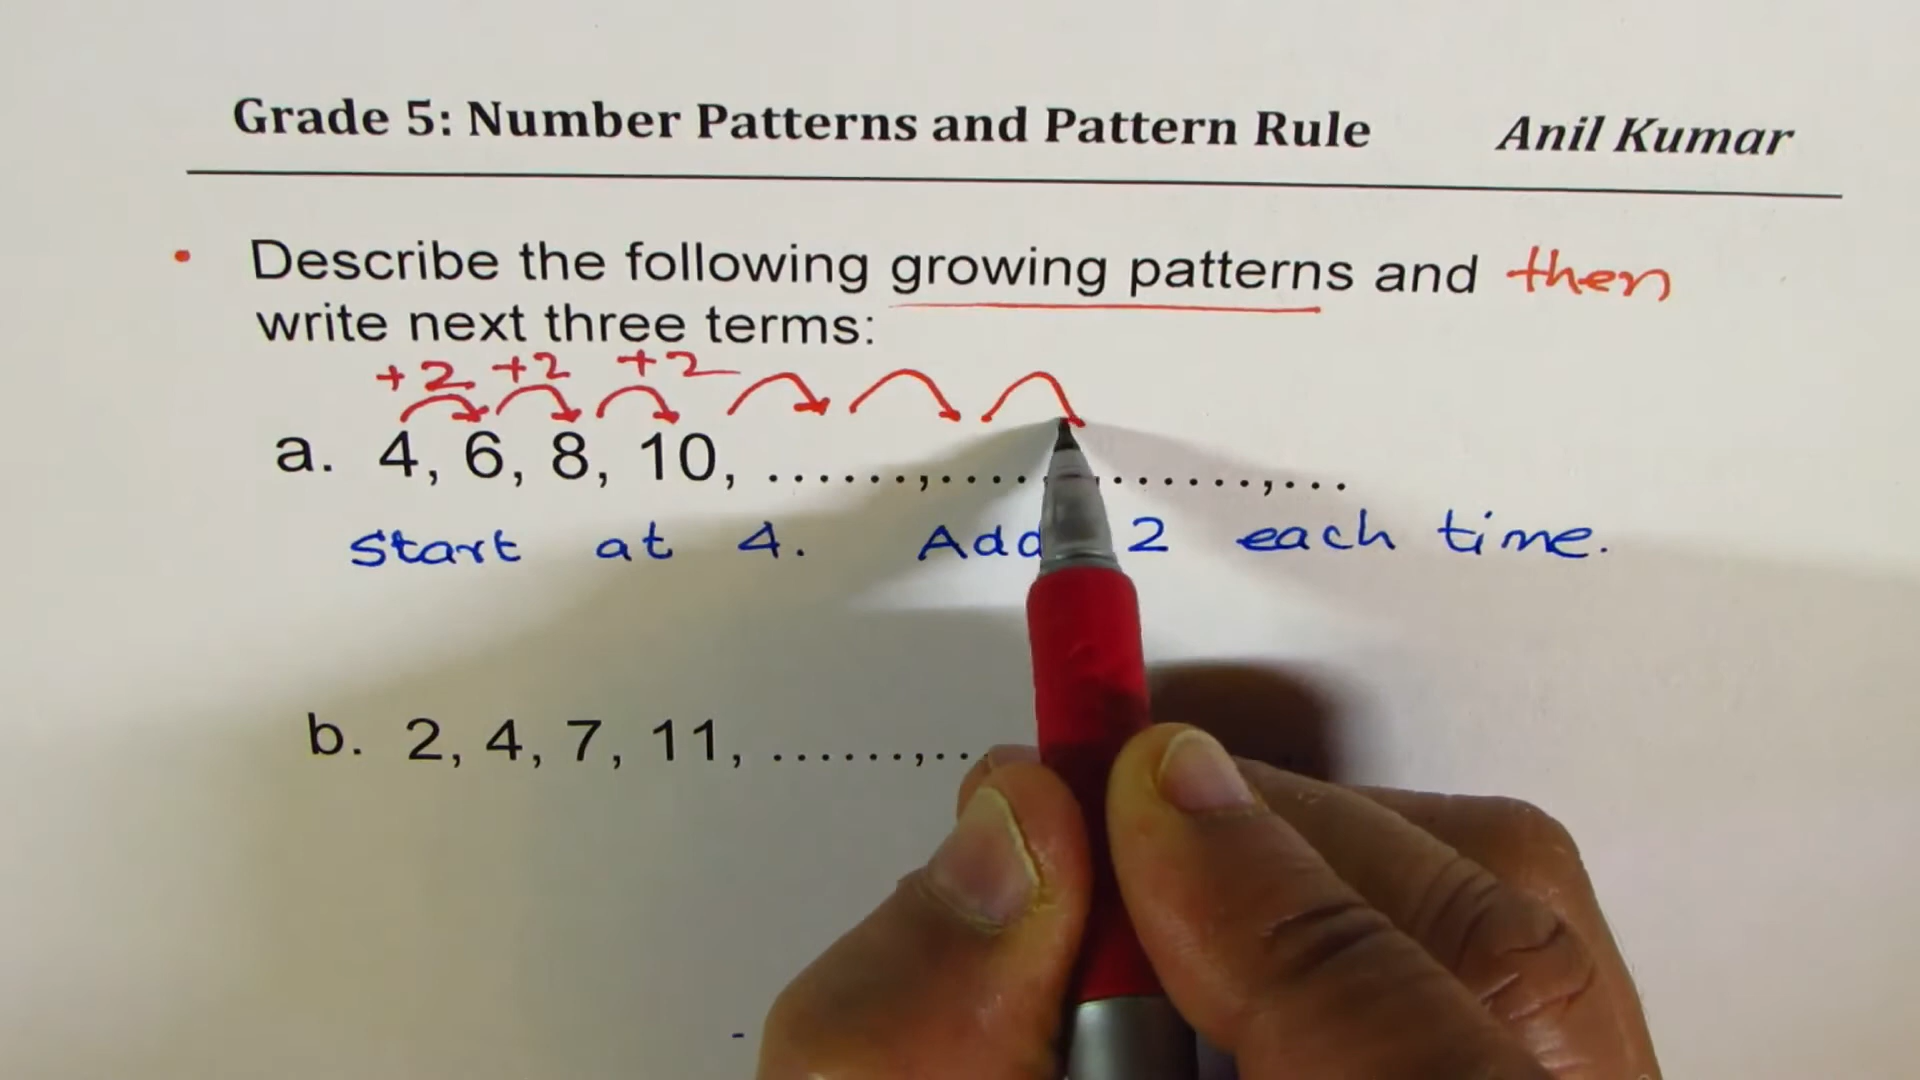 Grade 5: Number Patterns and Pattern Rule Anil Kumar
Describe the following growing patterns and then
write next three terms:
+2 +2 +2
a. 4, 6, 8, 10, ......,.... ......,...
Start at 4. Add 2 each time.
b. 2, 4, 7, 11, ......,..